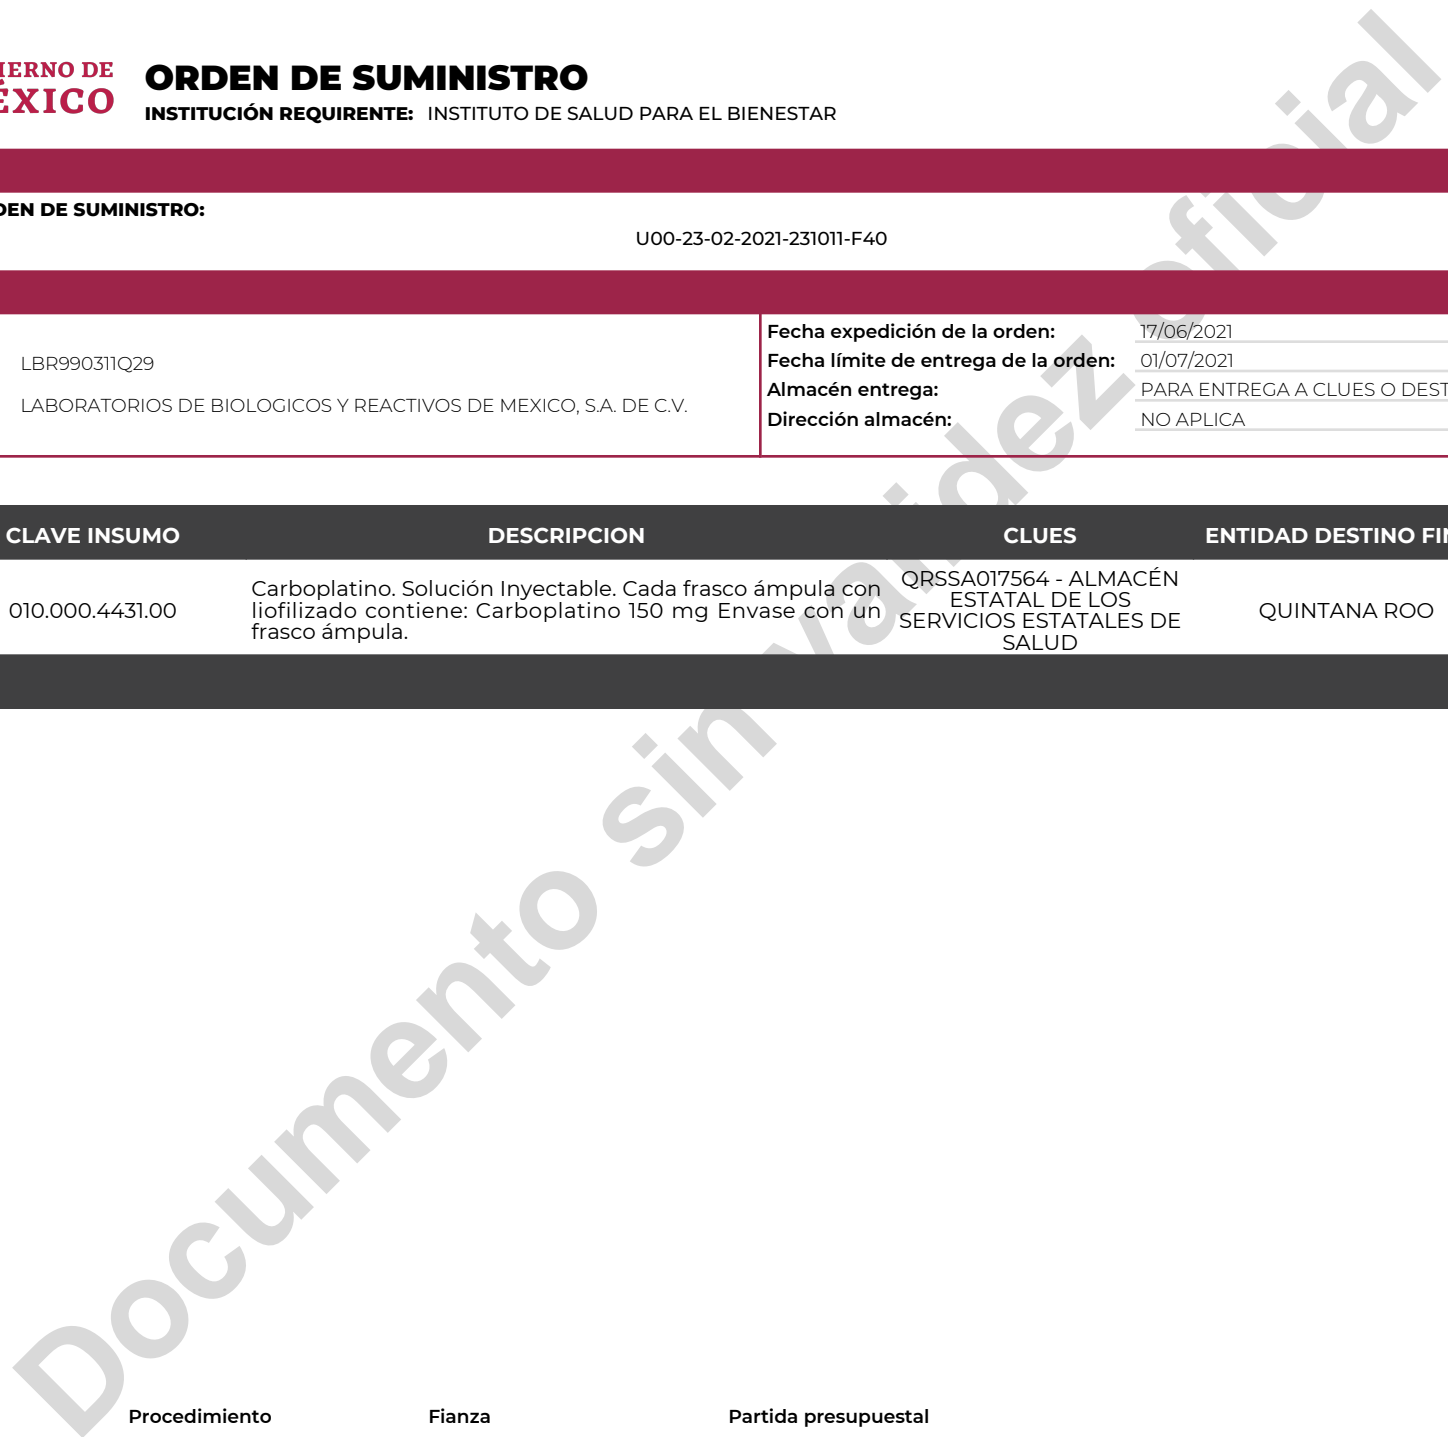 IERNO DE
ÉXICO
ORDEN DE SUMINISTRO
INSTITUCIÓN REQUIRENTE: INSTITUTO DE SALUD PARA EL BIENESTAR
DEN DE SUMINISTRO:
U00-23-02-2021-231011-F40
LBR990311Q29
LABORATORIOS DE BIOLOGICOS Y REACTIVOS DE MEXICO, S.A. DE C.V.
Fecha expedición de la orden: 17/06/2021
Fecha límite de entrega de la orden: 01/07/2021
Almacén entrega: PARA ENTREGA A CLUES O DEST
Dirección almacén: NO APLICA
CLAVE INSUMO DESCRIPCION CLUES ENTIDAD DESTINO FIN
010.000.4431.00
Carboplatino. Solución Inyectable. Cada frasco ámpula con
liofilizado contiene: Carboplatino 150 mg Envase con un
frasco ámpula.
QRSSA017564 - ALMACÉN
ESTATAL DE LOS
SERVICIOS ESTATALES DE
SALUD
QUINTANA ROO
Documento sin validez oficial
Procedimiento Fianza Partida presupuestal